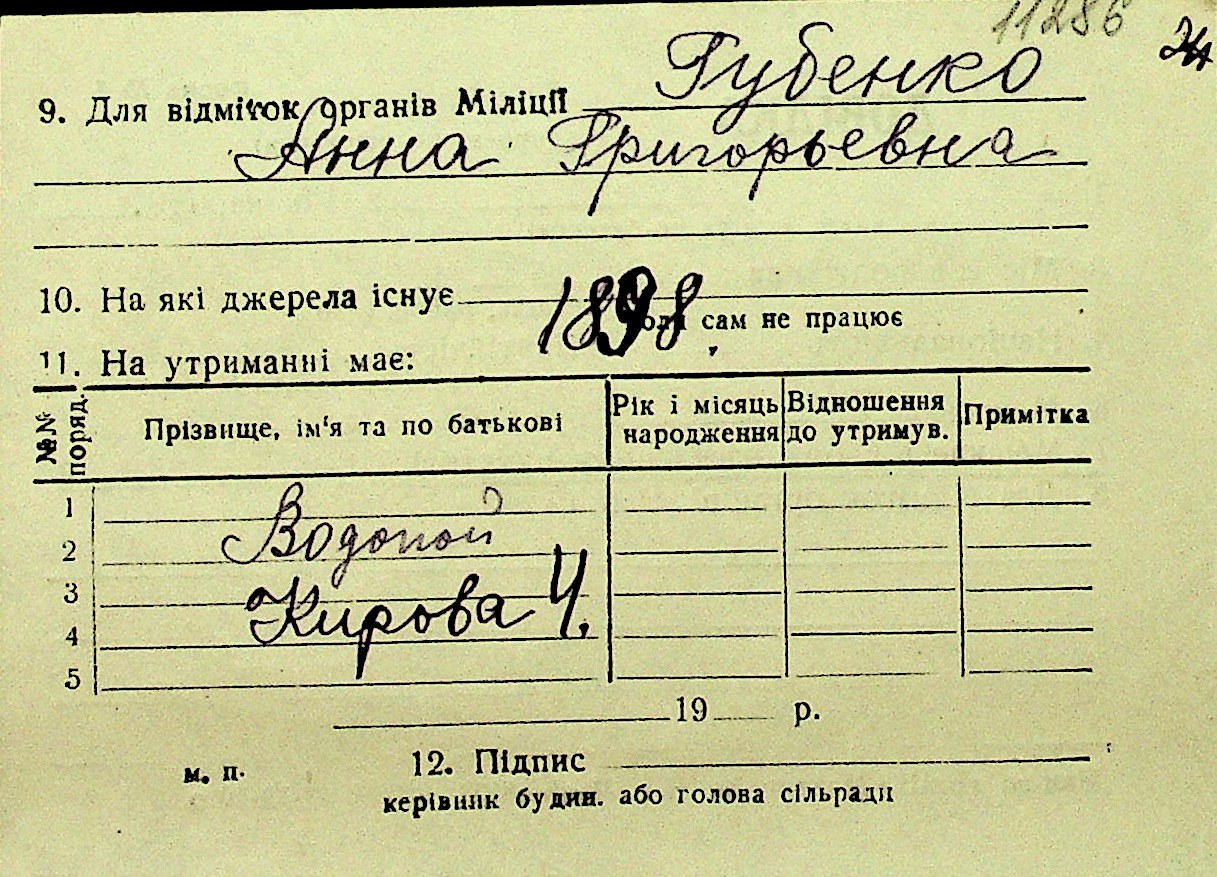 11286
9. Для відміток органів Міліції Губенко
Анна Григорьевна
10. На які джерела існує 1898
коли сам не працює
11. На утриманні має:
№№ поряд. Прізвище, ім'я та по батькові Рік і місяць народження Відношення до утримув. Примітка
1
2 Водопой
3
4 Кирова 4.
5
19 р.
м. п. 12. Підпис
керівник будин. або голова сільради